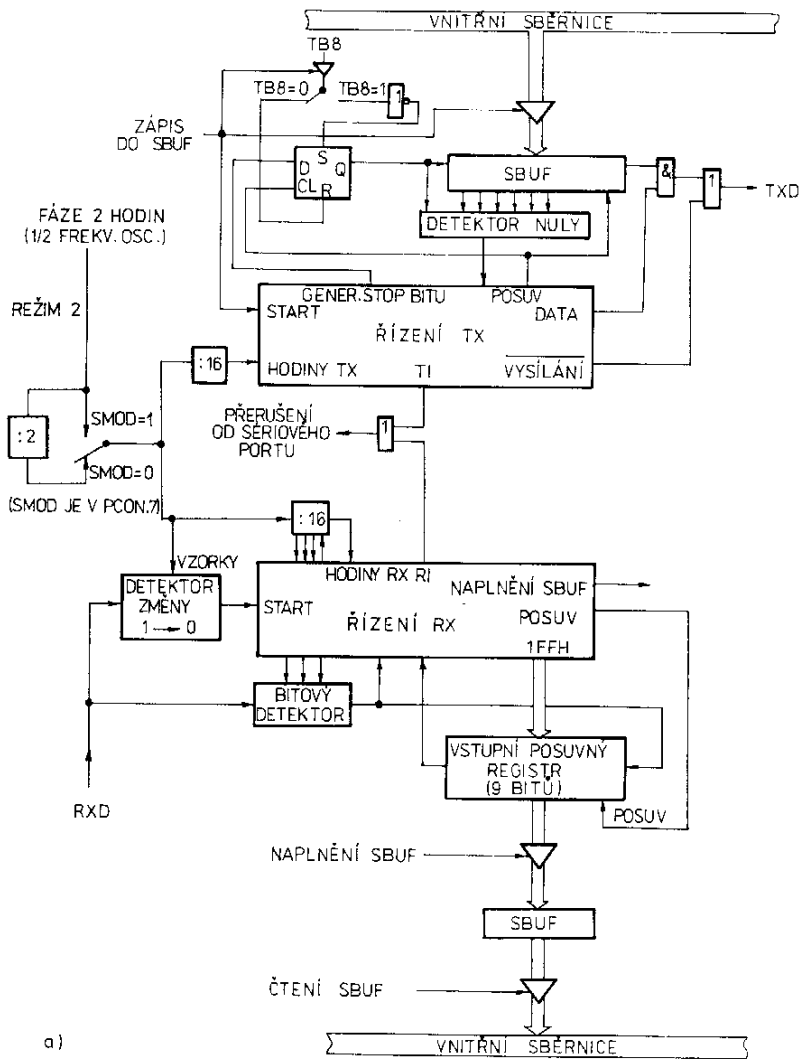 VNITŘNÍ SBĚRNICE
TB8
TB8=0
TB8=1
1
ZÁPIS
DO SBUF
S
D
Q
CL
R
SBUF
&
1
TXD
DETEKTOR NULY
FÁZE 2 HODIN
(1/2 FREKV. OSC.)
REŽIM 2
GENER. STOP BITU
POSUV
START
DATA
ŘÍZENÍ TX
:16
HODINY TX
TI
VYSÍLÁNÍ
:2
SMOD=1
SMOD=0
(SMOD JE V PCON.7)
PŘERUŠENÍ
OD SÉRIOVÉHO
PORTU
1
:16
VZORKY
HODINY RX
RI
NAPLNĚNÍ SBUF
DETEKTOR
ZMĚNY
1 → 0
START
POSUV
ŘÍZENÍ RX
1FFH
BITOVÝ
DETEKTOR
VSTUPNÍ POSUVNÝ
REGISTR
(9 BITŮ)
RXD
POSUV
NAPLNĚNÍ SBUF
SBUF
ČTENÍ SBUF
a)
VNITŘNÍ SBĚRNICE